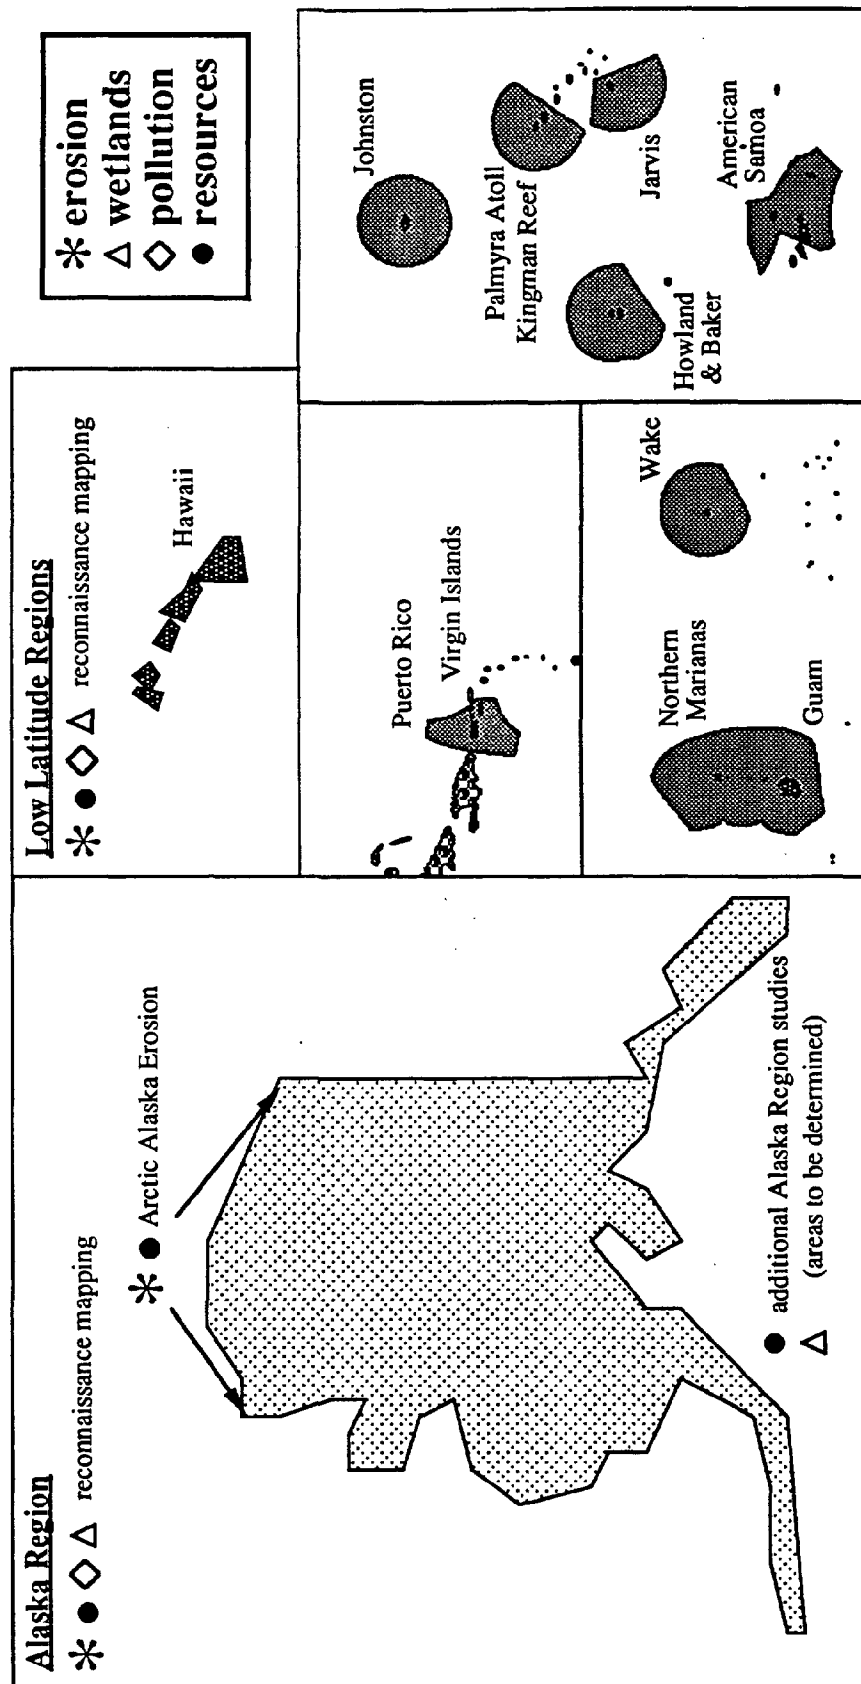 Alaska Region
* ● ◇ △ reconnaissance mapping
* ● Arctic Alaska Erosion
● additional Alaska Region studies
△ (areas to be determined)
Low Latitude Regions
* ● ◇ △ reconnaissance mapping
Hawaii
Puerto Rico
Virgin Islands
Northern
Marianas
Guam
Wake
* erosion
△ wetlands
◇ pollution
● resources
Johnston
Palmyra Atoll
Kingman Reef
Jarvis
Howland
& Baker
American
Samoa